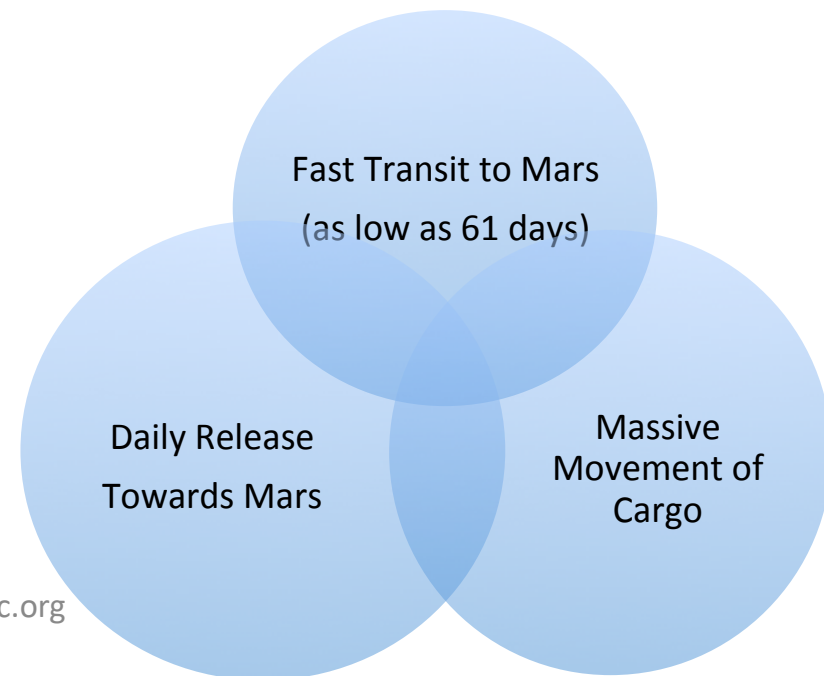 Fast Transit to Mars
(as low as 61 days)
Daily Release
Towards Mars
Massive
Movement of
Cargo
c.org